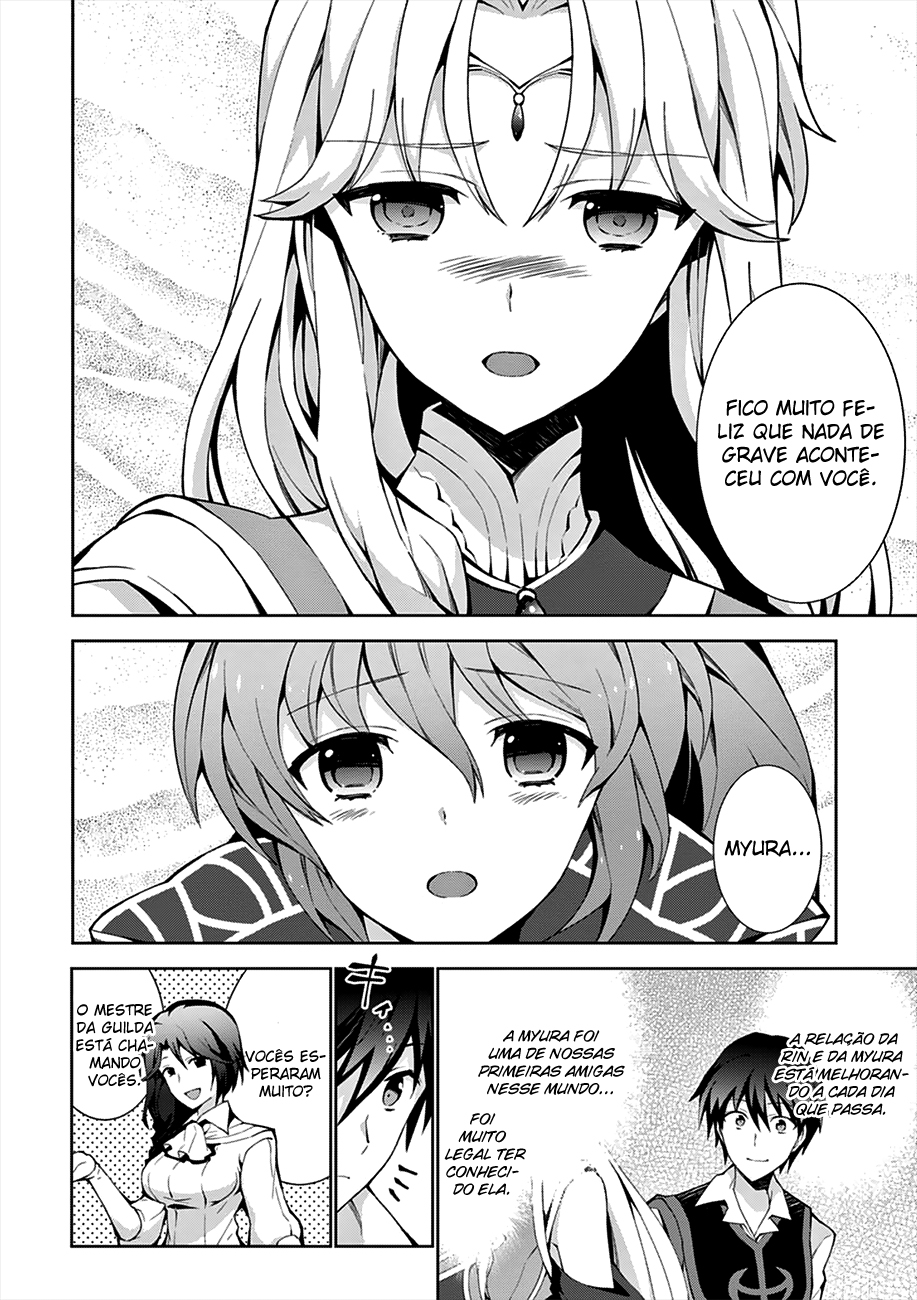 FICO MUITO FE-
LIZ QUE NADA DE
GRAVE ACONTE-
CEU COM VOCÊ.
MYURA...
A RELAÇÃO DA
RIN E DA MYURA
ESTÁ MELHORAN-
DO A CADA DIA
QUE PASSA.
A MYURA FOI
UMA DE NOSSAS
PRIMEIRAS AMIGAS
NESSE MUNDO...
FOI
MUITO
LEGAL TER
CONHECI-
DO ELA.
キィ...
VOCÊS ES-
PERARAM
MUITO?
O MESTRE
DA GUILDA
ESTÁ CHA-
MANDO
VOCÊS.